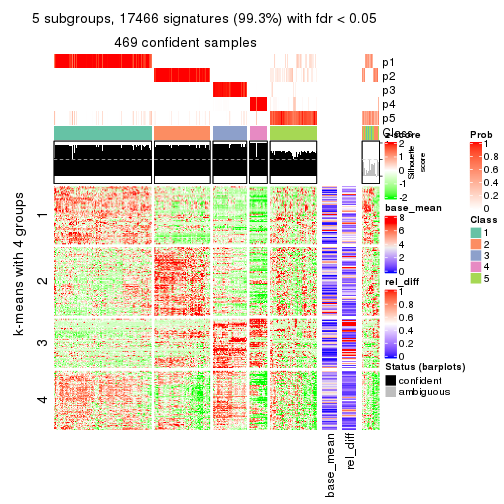 5 subgroups, 17466 signatures (99.3%) with fdr < 0.05
469 confident samples
p1
p2
p3
p4
p5
Class
z-score
2
1
0
-1
-2
Silhouette
score
Prob
1
0.8
0.6
0.4
0.2
0
Class
1
2
3
4
5
base_mean
8
6
4
2
0
rel_diff
1
0.8
0.6
0.4
0.2
0
Status (barplots)
confident
ambiguous
k-means with 4 groups
1
2
3
4
base_mean
rel_diff